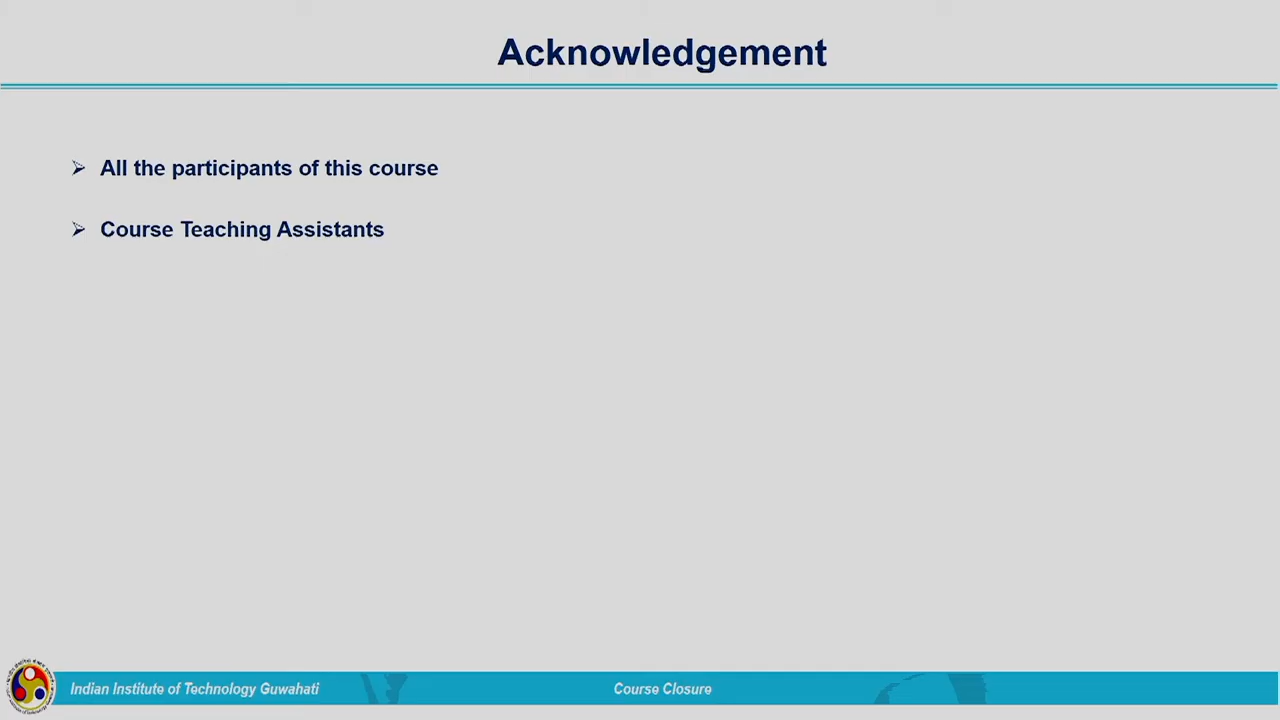 Acknowledgement
➢ All the participants of this course
➢ Course Teaching Assistants
Indian Institute of Technology Guwahati
Course Closure